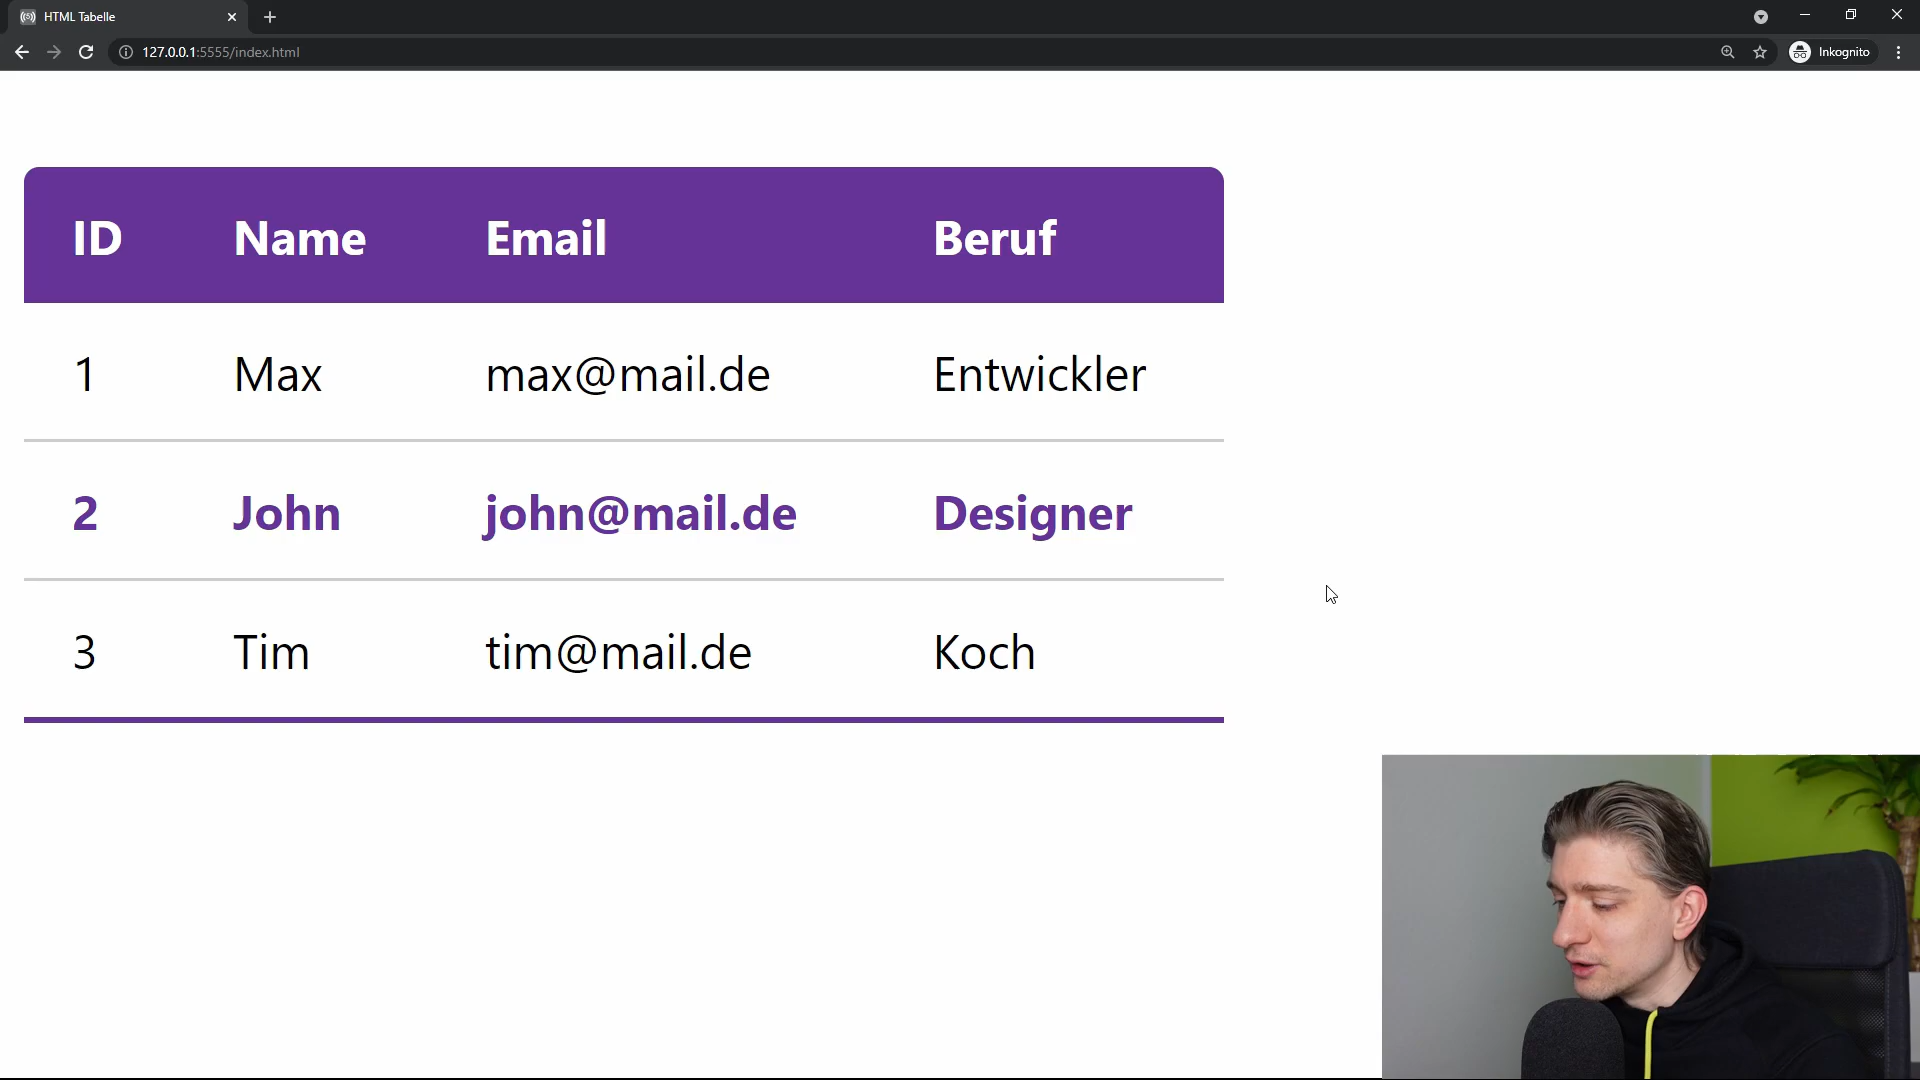 HTML Tabelle
127.0.0.1:5555/index.html
Inkognito
ID Name Email Beruf
1 Max max@mail.de Entwickler
2 John john@mail.de Designer
3 Tim tim@mail.de Koch